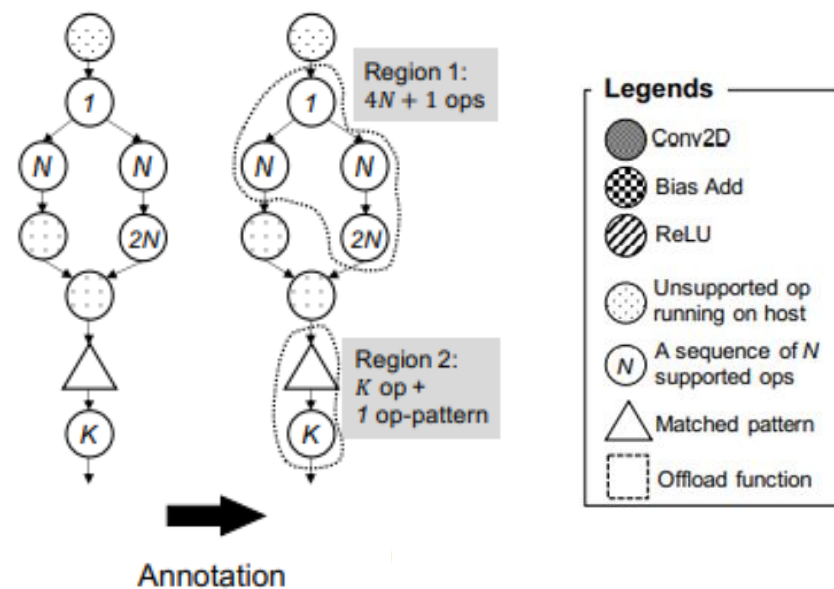 1
N
N
2N
K
1
N
N
2N
K
Region 1:
4N + 1 ops
Region 2:
K op +
1 op-pattern
Annotation
Legends
Conv2D
Bias Add
ReLU
Unsupported op
running on host
N
A sequence of N
supported ops
Matched pattern
Offload function